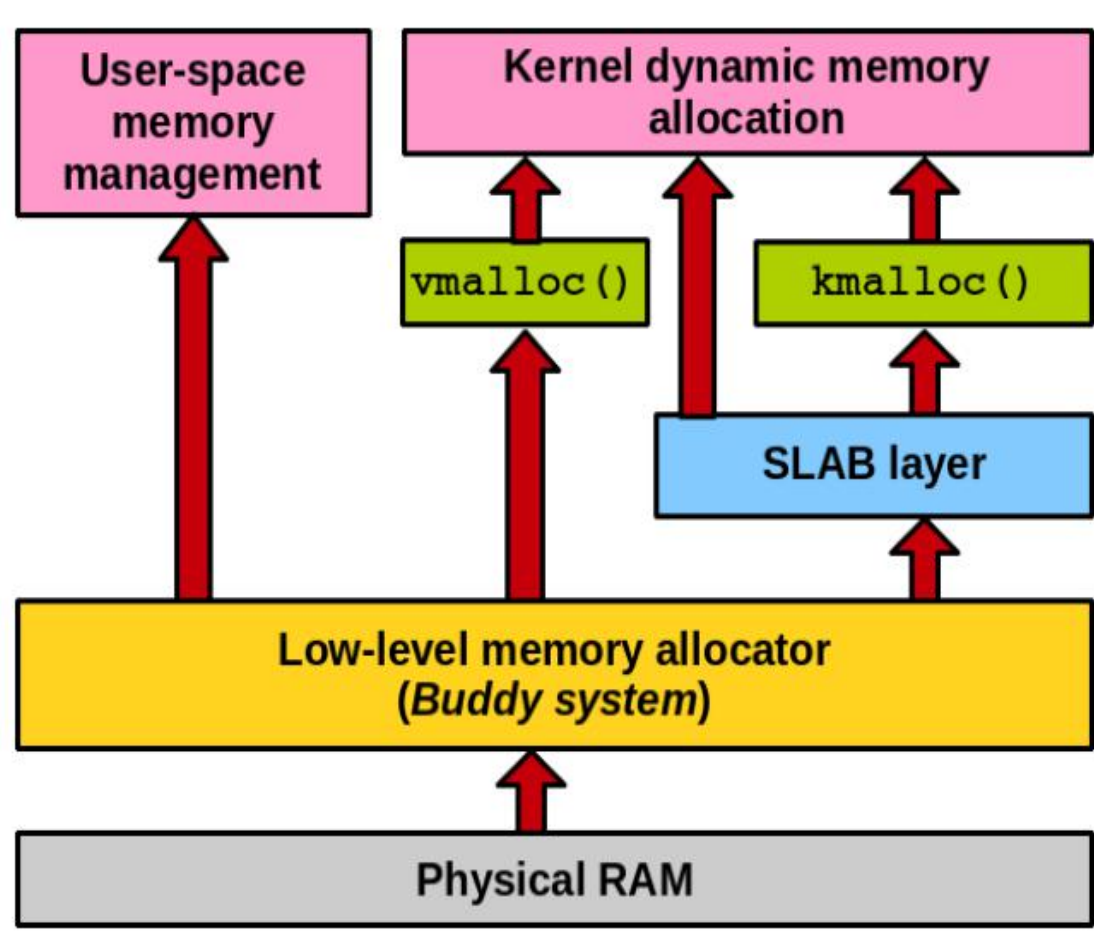 User-space
memory
management
Kernel dynamic memory
allocation
vmalloc()
kmalloc()
SLAB layer
Low-level memory allocator
(Buddy system)
Physical RAM